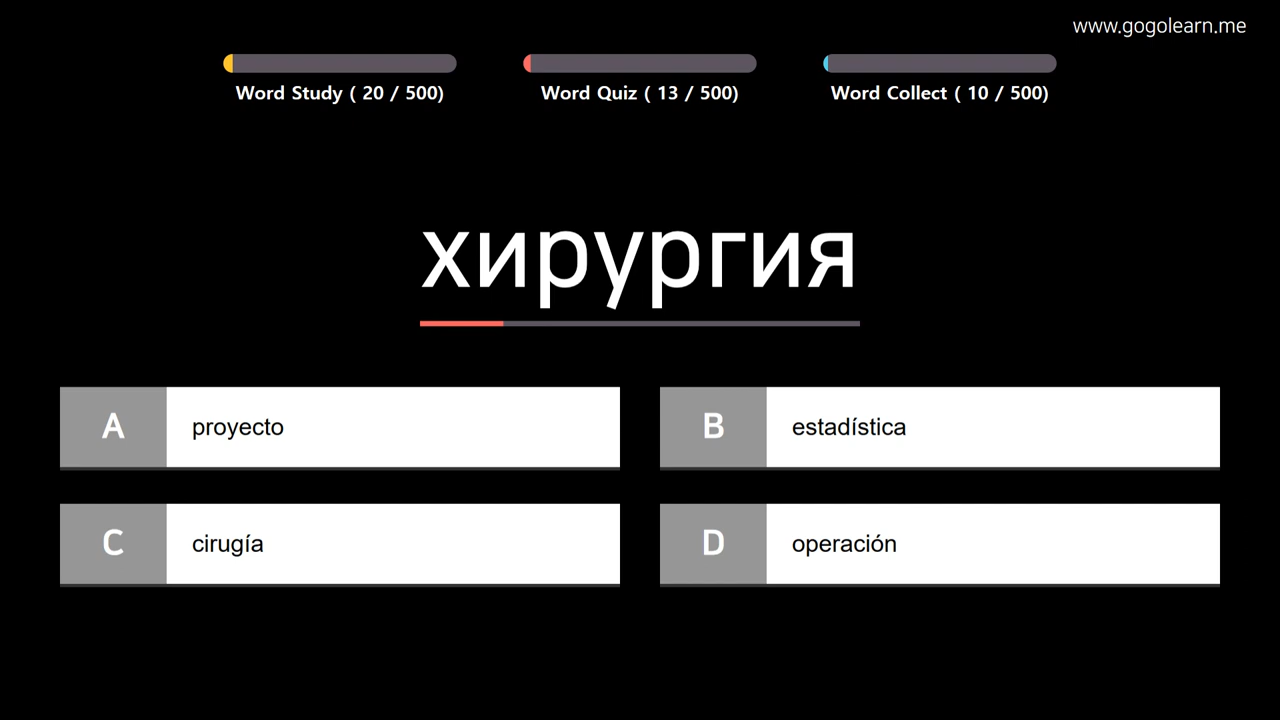 www.gogolearn.me
Word Study ( 20 / 500)
Word Quiz ( 13 / 500)
Word Collect ( 10 / 500)
хирургия
A proyecto
B estadística
C cirugía
D operación